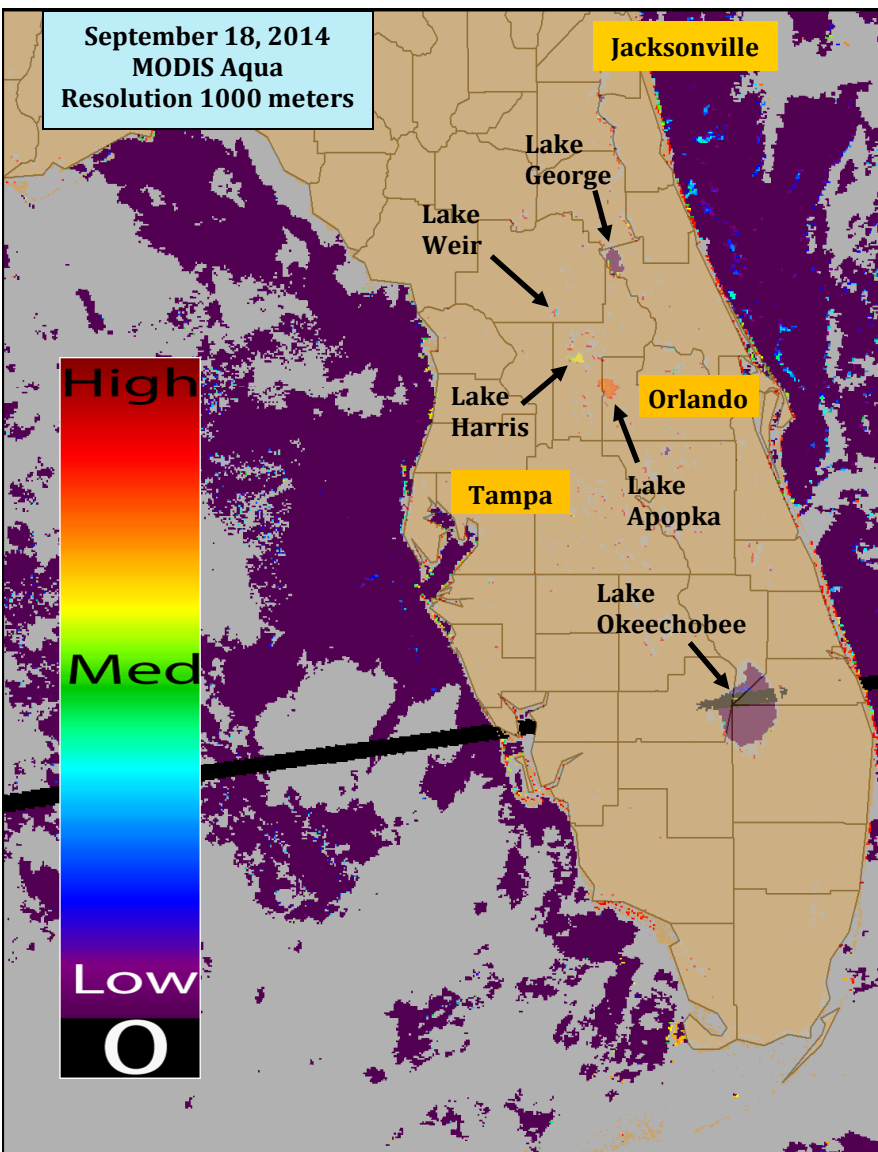 September 18, 2014
MODIS Aqua
Resolution 1000 meters
Jacksonville
Lake
George
Lake
Weir
High
Lake
Harris
Orlando
Tampa
Lake
Apopka
Lake
Okeechobee
Med
Low
0